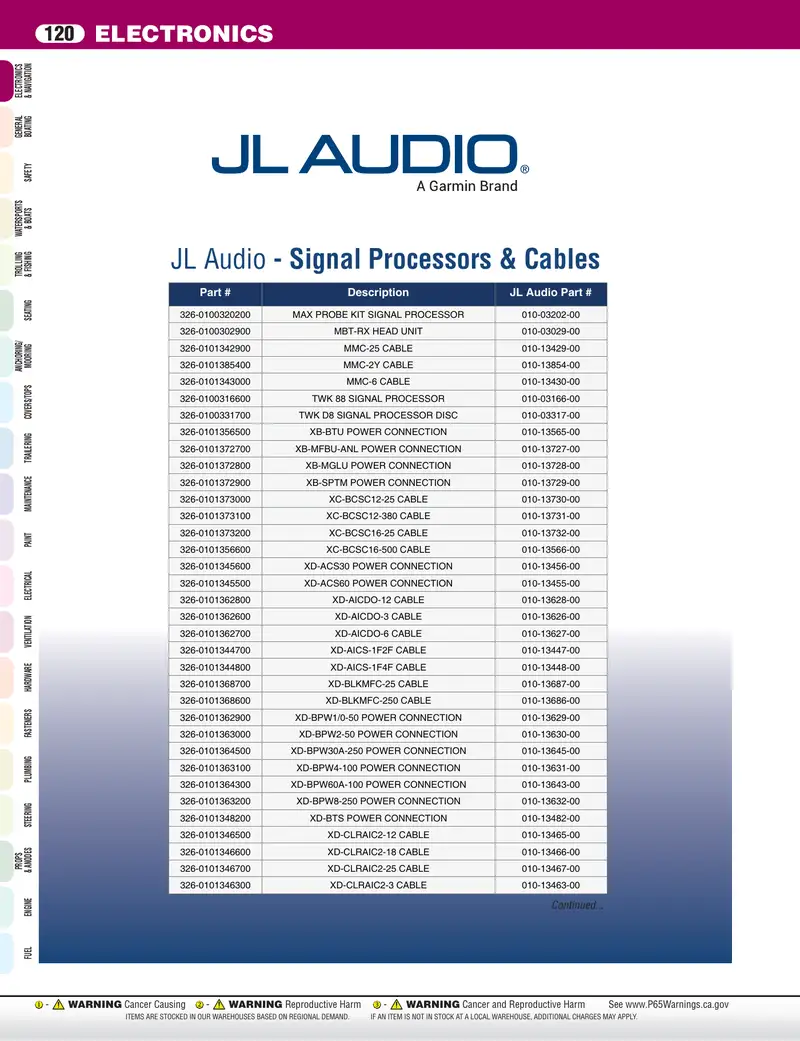 120 ELECTRONICS
ELECTRONICS
& NAVIGATION
GENERAL
BOATING
SAFETY
WATERSPORTS
& BOATS
TROLLING
& FISHING
SEATING
ANCHORING/
MOORING
COVERS/TOPS
TRAILERING
MAINTENANCE
PAINT
ELECTRICAL
VENTILATION
HARDWARE
FASTENERS
PLUMBING
STEERING
PROPS
& ANODES
ENGINE
FUEL
JL AUDIO®
A Garmin Brand
JL Audio - Signal Processors & Cables
Part # Description JL Audio Part #
326-0100320200 MAX PROBE KIT SIGNAL PROCESSOR 010-03202-00
326-0100302900 MBT-RX HEAD UNIT 010-03029-00
326-0101342900 MMC-25 CABLE 010-13429-00
326-0101385400 MMC-2Y CABLE 010-13854-00
326-0101343000 MMC-6 CABLE 010-13430-00
326-0100316600 TWK 88 SIGNAL PROCESSOR 010-03166-00
326-0100331700 TWK D8 SIGNAL PROCESSOR DISC 010-03317-00
326-0101356500 XB-BTU POWER CONNECTION 010-13565-00
326-0101372700 XB-MFBU-ANL POWER CONNECTION 010-13727-00
326-0101372800 XB-MGLU POWER CONNECTION 010-13728-00
326-0101372900 XB-SPTM POWER CONNECTION 010-13729-00
326-0101373000 XC-BCSC12-25 CABLE 010-13730-00
326-0101373100 XC-BCSC12-380 CABLE 010-13731-00
326-0101373200 XC-BCSC16-25 CABLE 010-13732-00
326-0101356600 XC-BCSC16-500 CABLE 010-13566-00
326-0101345600 XD-ACS30 POWER CONNECTION 010-13456-00
326-0101345500 XD-ACS60 POWER CONNECTION 010-13455-00
326-0101362800 XD-AICDO-12 CABLE 010-13628-00
326-0101362600 XD-AICDO-3 CABLE 010-13626-00
326-0101362700 XD-AICDO-6 CABLE 010-13627-00
326-0101344700 XD-AICS-1F2F CABLE 010-13447-00
326-0101344800 XD-AICS-1F4F CABLE 010-13448-00
326-0101368700 XD-BLKMFC-25 CABLE 010-13687-00
326-0101368600 XD-BLKMFC-250 CABLE 010-13686-00
326-0101362900 XD-BPW1/0-50 POWER CONNECTION 010-13629-00
326-0101363000 XD-BPW2-50 POWER CONNECTION 010-13630-00
326-0101364500 XD-BPW30A-250 POWER CONNECTION 010-13645-00
326-0101363100 XD-BPW4-100 POWER CONNECTION 010-13631-00
326-0101364300 XD-BPW60A-100 POWER CONNECTION 010-13643-00
326-0101363200 XD-BPW8-250 POWER CONNECTION 010-13632-00
326-0101348200 XD-BTS POWER CONNECTION 010-13482-00
326-0101346500 XD-CLRAIC2-12 CABLE 010-13465-00
326-0101346600 XD-CLRAIC2-18 CABLE 010-13466-00
326-0101346700 XD-CLRAIC2-25 CABLE 010-13467-00
326-0101346300 XD-CLRAIC2-3 CABLE 010-13463-00
Continued...
1 - WARNING Cancer Causing 2 - WARNING Reproductive Harm 3 - WARNING Cancer and Reproductive Harm See www.P65Warnings.ca.gov
ITEMS ARE STOCKED IN OUR WAREHOUSES BASED ON REGIONAL DEMAND. IF AN ITEM IS NOT IN STOCK AT A LOCAL WAREHOUSE, ADDITIONAL CHARGES MAY APPLY.